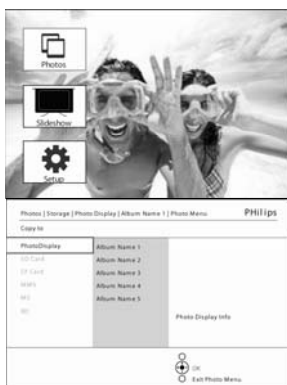 Photos
Slideshow
Setup
Photos | Storage | Photo Display | Album Name 1 | Photo Menu
PHilips
Copy to
PhotoDisplay
Album Name 1
SD Card
Album Name 2
CF Card
Album Name 3
MMS
Album Name 4
MS
Album Name 5
Photo Display Info
OK
Exit Photo Menu